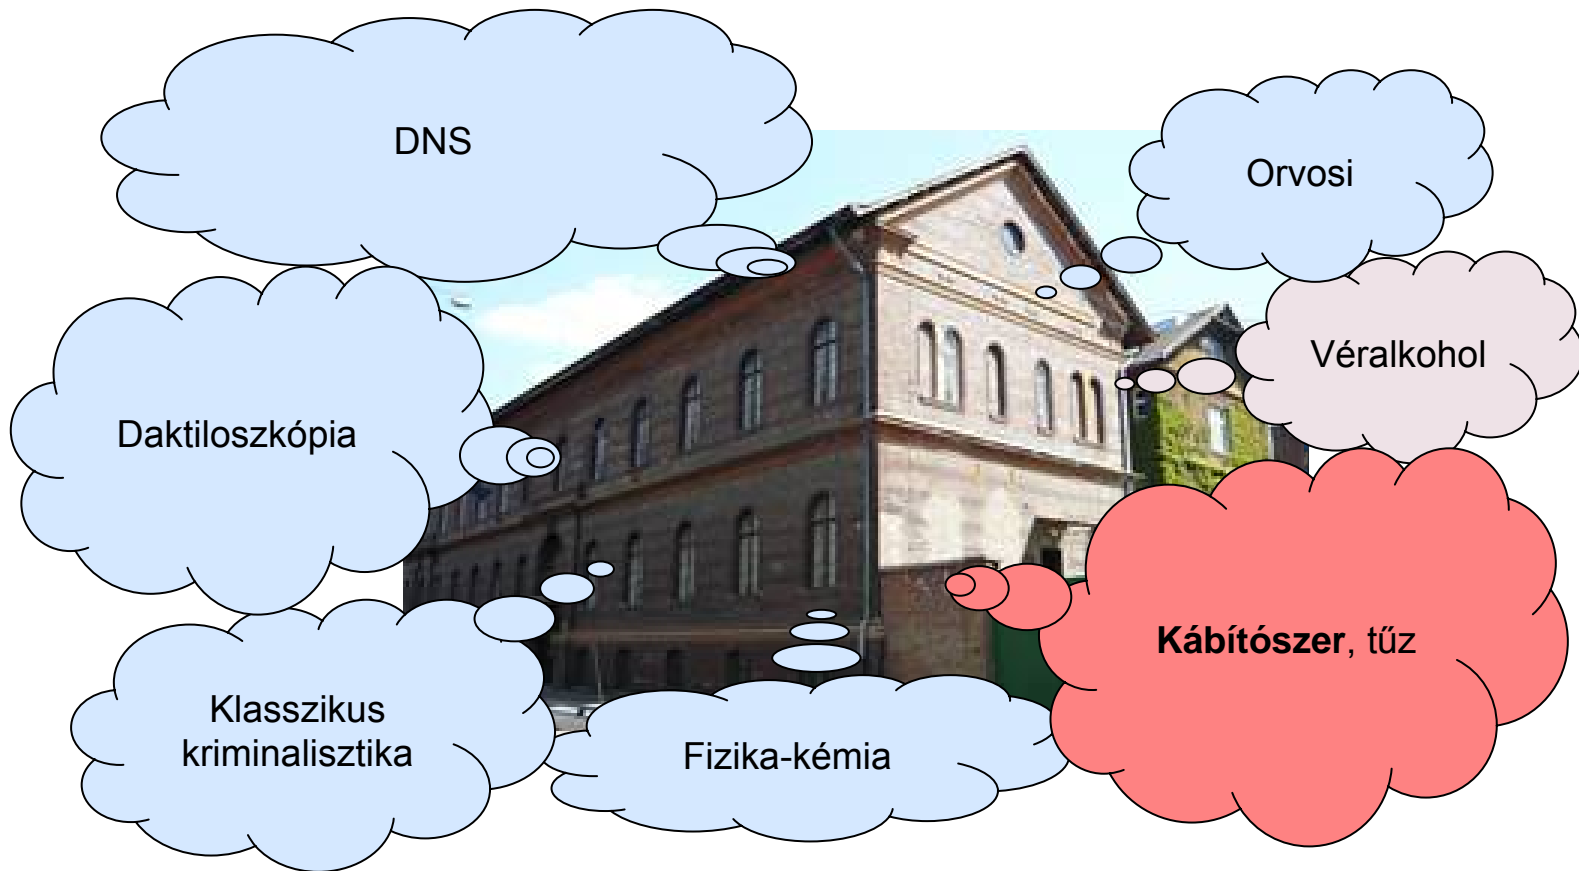 DNS
Orvosi
Véralkohol
Daktiloszkópia
Kábítószer, tűz
Klasszikus
kriminalisztika
Fizika-kémia